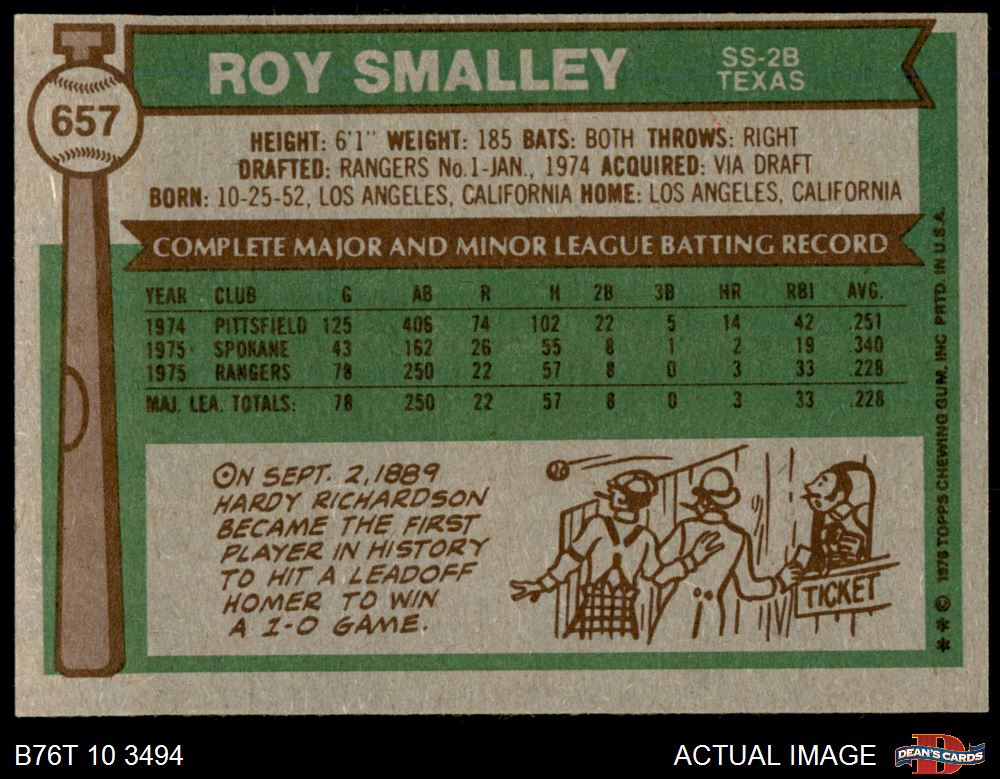 657
ROY SMALLEY
SS-2B
TEXAS
HEIGHT: 6'1" WEIGHT: 185 BATS: BOTH THROWS: RIGHT
DRAFTED: RANGERS No.1-JAN., 1974 ACQUIRED: VIA DRAFT
BORN: 10-25-52, LOS ANGELES, CALIFORNIA HOME: LOS ANGELES, CALIFORNIA
COMPLETE MAJOR AND MINOR LEAGUE BATTING RECORD
YEAR CLUB G AB R H 2B 3B HR RBI AVG.
1974 PITTSFIELD 125 406 74 102 22 5 14 42 .251
1975 SPOKANE 43 162 26 55 8 1 2 19 .340
1975 RANGERS 78 250 22 57 8 0 3 33 .228
MAJ. LEA. TOTALS: 78 250 22 57 8 0 3 33 .228
ON SEPT. 2, 1889
HARDY RICHARDSON
BECAME THE FIRST
PLAYER IN HISTORY
TO HIT A LEADOFF
HOMER TO WIN
A 1-0 GAME.
TICKET
* * © 1976 TOPPS CHEWING GUM, INC PRTD. IN U.S.A.
B76T 10 3494
ACTUAL IMAGE
D
DEAN'S CARDS